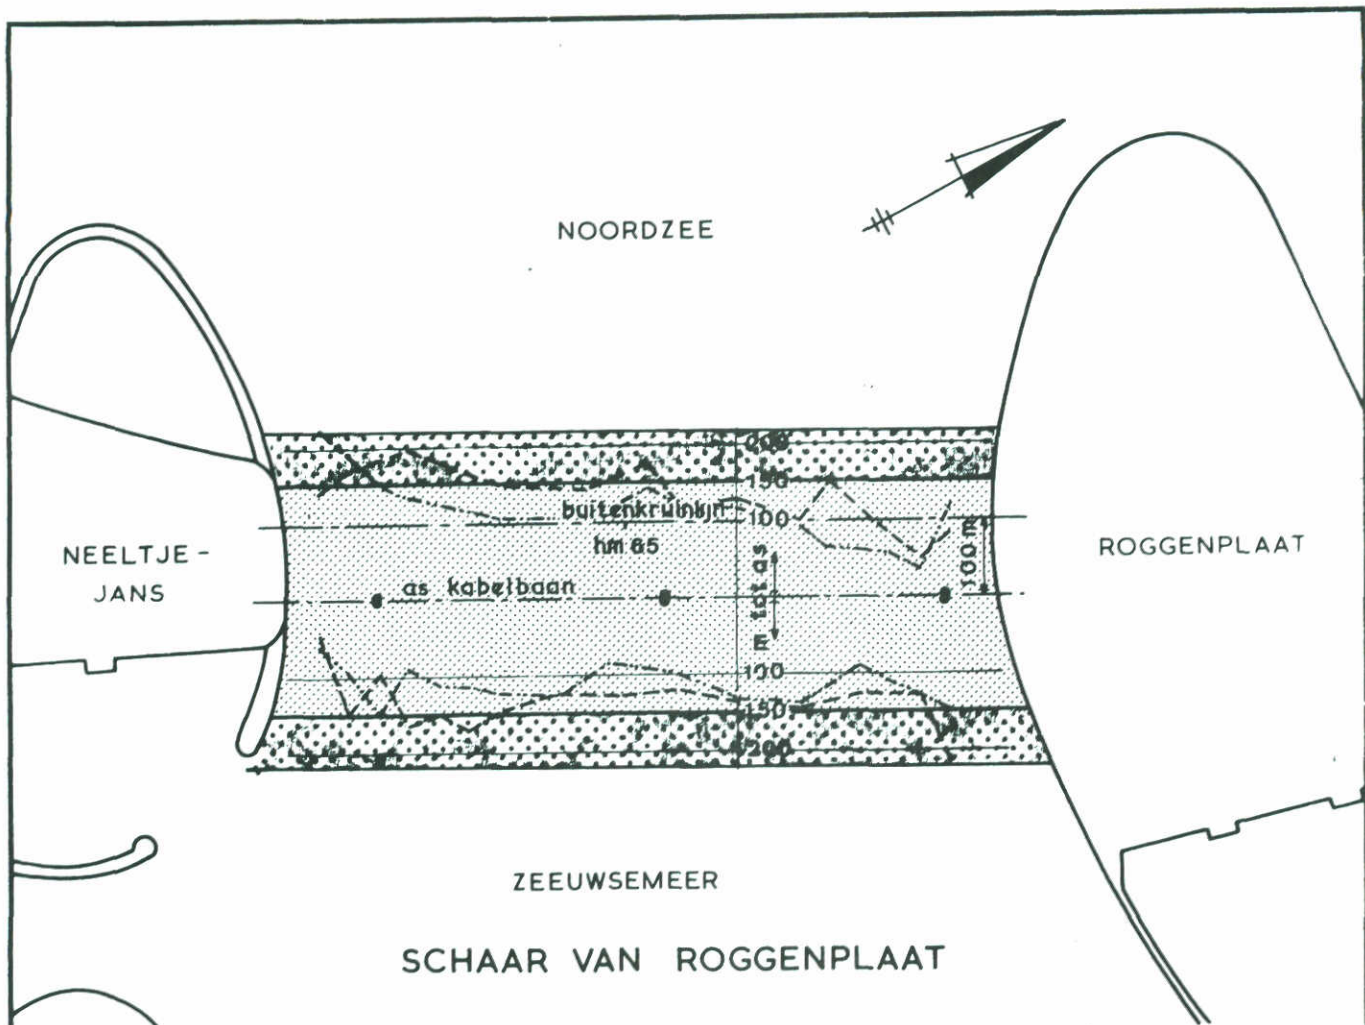 NOORDZEE
200
150
buitenkruinlijn
100
hm 65
NEELTJE-
JANS
ROGGENPLAAT
100 m
as kabelbaan
m tot as
100
150
200
ZEEUWSEMEER
SCHAAR VAN ROGGENPLAAT